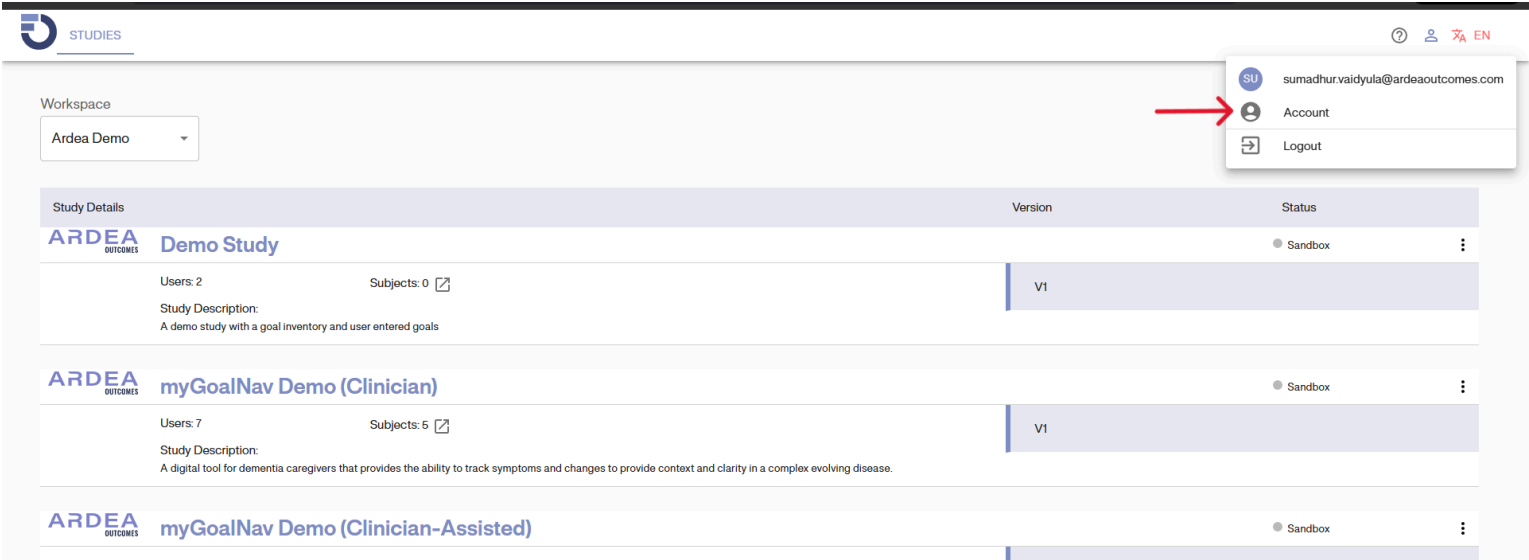 STUDIES
EN
SU sumadhur.vaidyula@ardeaoutcomes.com
Account
Logout
Workspace
Ardea Demo
Study Details Version Status
ARDEA OUTCOMES Demo Study Sandbox
Users: 2 Subjects: 0 V1
Study Description:
A demo study with a goal inventory and user entered goals
ARDEA OUTCOMES myGoalNav Demo (Clinician) Sandbox
Users: 7 Subjects: 5 V1
Study Description:
A digital tool for dementia caregivers that provides the ability to track symptoms and changes to provide context and clarity in a complex evolving disease.
ARDEA OUTCOMES myGoalNav Demo (Clinician-Assisted) Sandbox